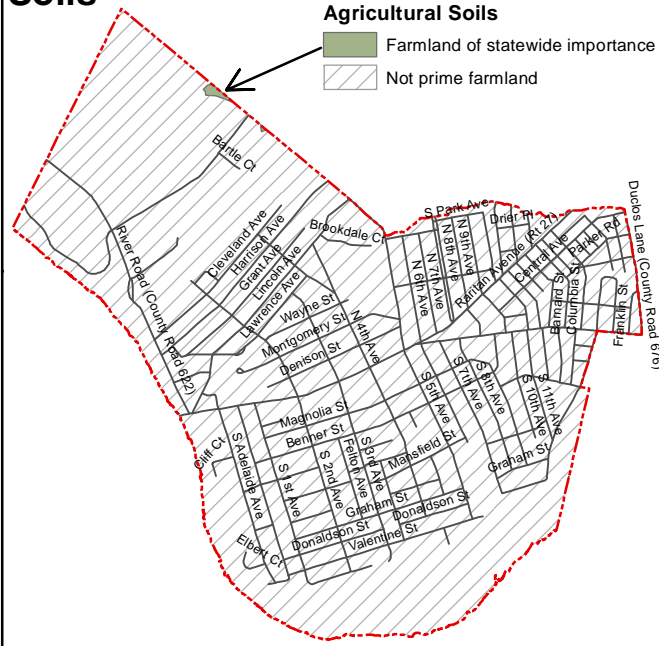 Soils
Agricultural Soils
Farmland of statewide importance
Not prime farmland
Bartle Ct
S Park Ave
Drier Pl
Duclos Lane (County Road 676)
River Road (County Road 622)
Cleveland Ave
Harrison Ave
Grant Ave
Lincoln Ave
Lawrence Ave
Brookdale Ct
N 6th Ave
N 7th Ave
N 8th Ave
N 9th Ave
Raritan Avenue (Rt 27)
Central Ave
Parker Rd
Barnard St
Columbia St
Franklin St
Wayne St
Montgomery St
Denison St
N 4th Ave
S 5th Ave
S 7th Ave
S 8th Ave
S 10th Ave
S 11th Ave
Magnolia St
Benner St
Mansfield St
Graham St
Cliff Ct
S Adelaide Ave
S 1st Ave
S 2nd Ave
Felton Ave
S 3rd Ave
Graham St
Donaldson St
Donaldson St
Valentine St
Elbert Ct